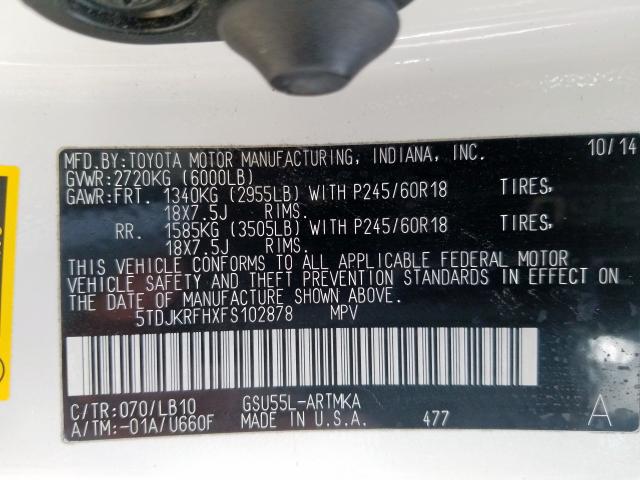 MFD.BY:TOYOTA MOTOR MANUFACTURING, INDIANA, INC. 10/14
GVWR:2720KG (6000LB)
GAWR:FRT. 1340KG (2955LB) WITH P245/60R18 TIRES,
18X7.5J RIMS.
RR. 1585KG (3505LB) WITH P245/60R18 TIRES,
18X7.5J RIMS.
THIS VEHICLE CONFORMS TO ALL APPLICABLE FEDERAL MOTOR
VEHICLE SAFETY AND THEFT PREVENTION STANDARDS IN EFFECT ON
THE DATE OF MANUFACTURE SHOWN ABOVE.
5TDJKRFHXFS102878 MPV
C/TR:070/LB10 GSU55L-ARTMKA
A/TM:-01A/U660F MADE IN U.S.A. 477 A